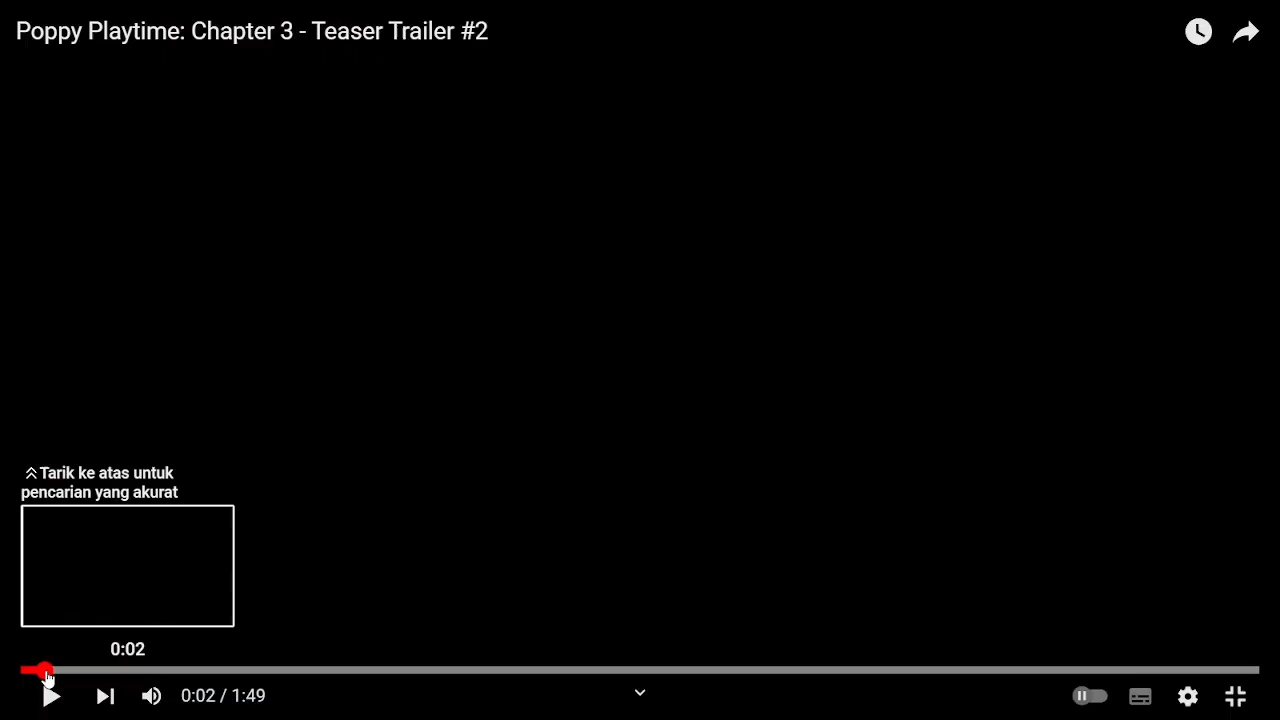 Poppy Playtime: Chapter 3 - Teaser Trailer #2
Tarik ke atas untuk
pencarian yang akurat
0:02
0:02 / 1:49